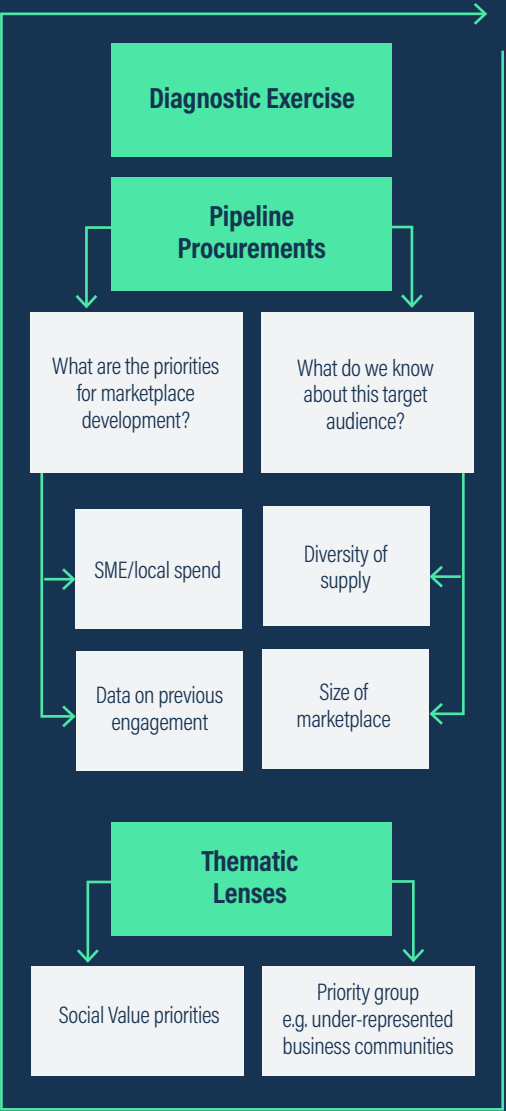 Diagnostic Exercise
Pipeline
Procurements
What are the priorities
for marketplace
development?
What do we know
about this target
audience?
SME/local spend
Diversity of
supply
Data on previous
engagement
Size of
marketplace
Thematic
Lenses
Social Value priorities
Priority group
e.g. under-represented
business communities